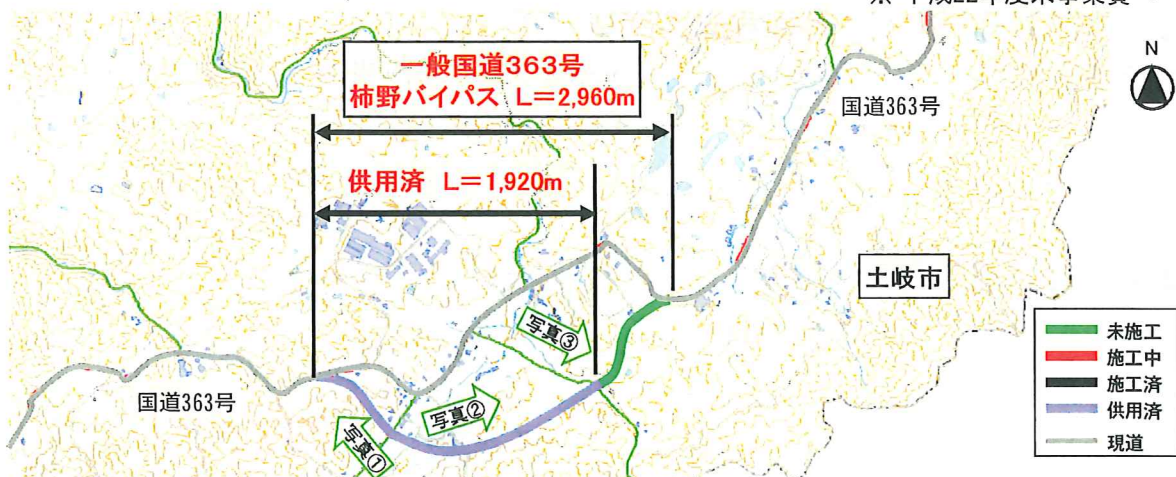 一般国道363号
柿野バイパス L=2,960m
N
国道363号
供用済 L=1,920m
土岐市
写真③
未施工
施工中
施工済
供用済
現道
国道363号
写真②
写真①